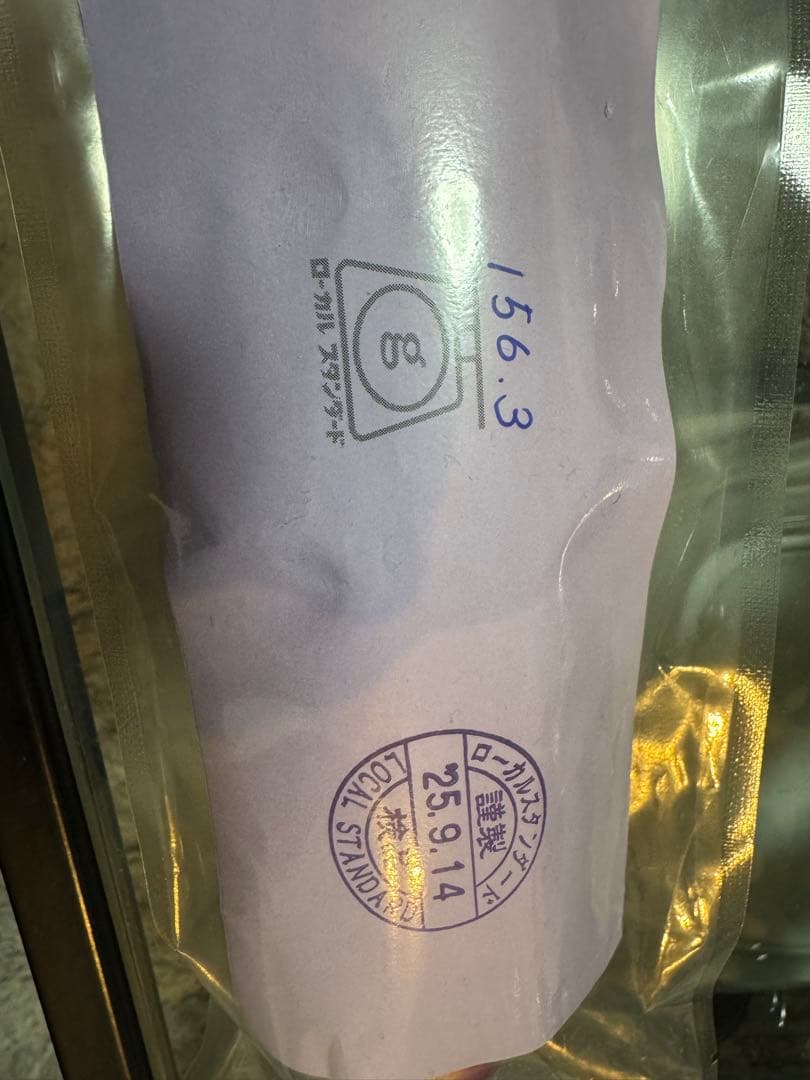 156.3
g
ローカル スタンダード
ローカルスタンダード
謹製
'25.9.14
検
LOCAL STANDARD